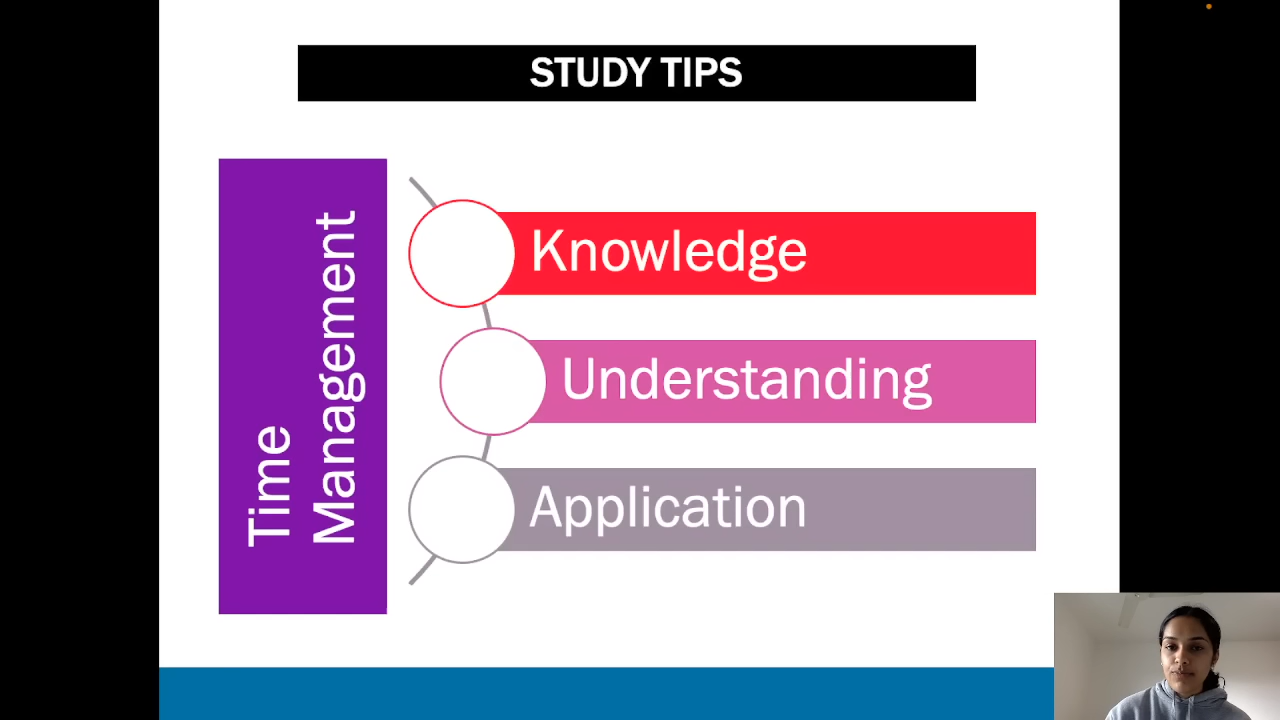 STUDY TIPS
Time
Management
Knowledge
Understanding
Application